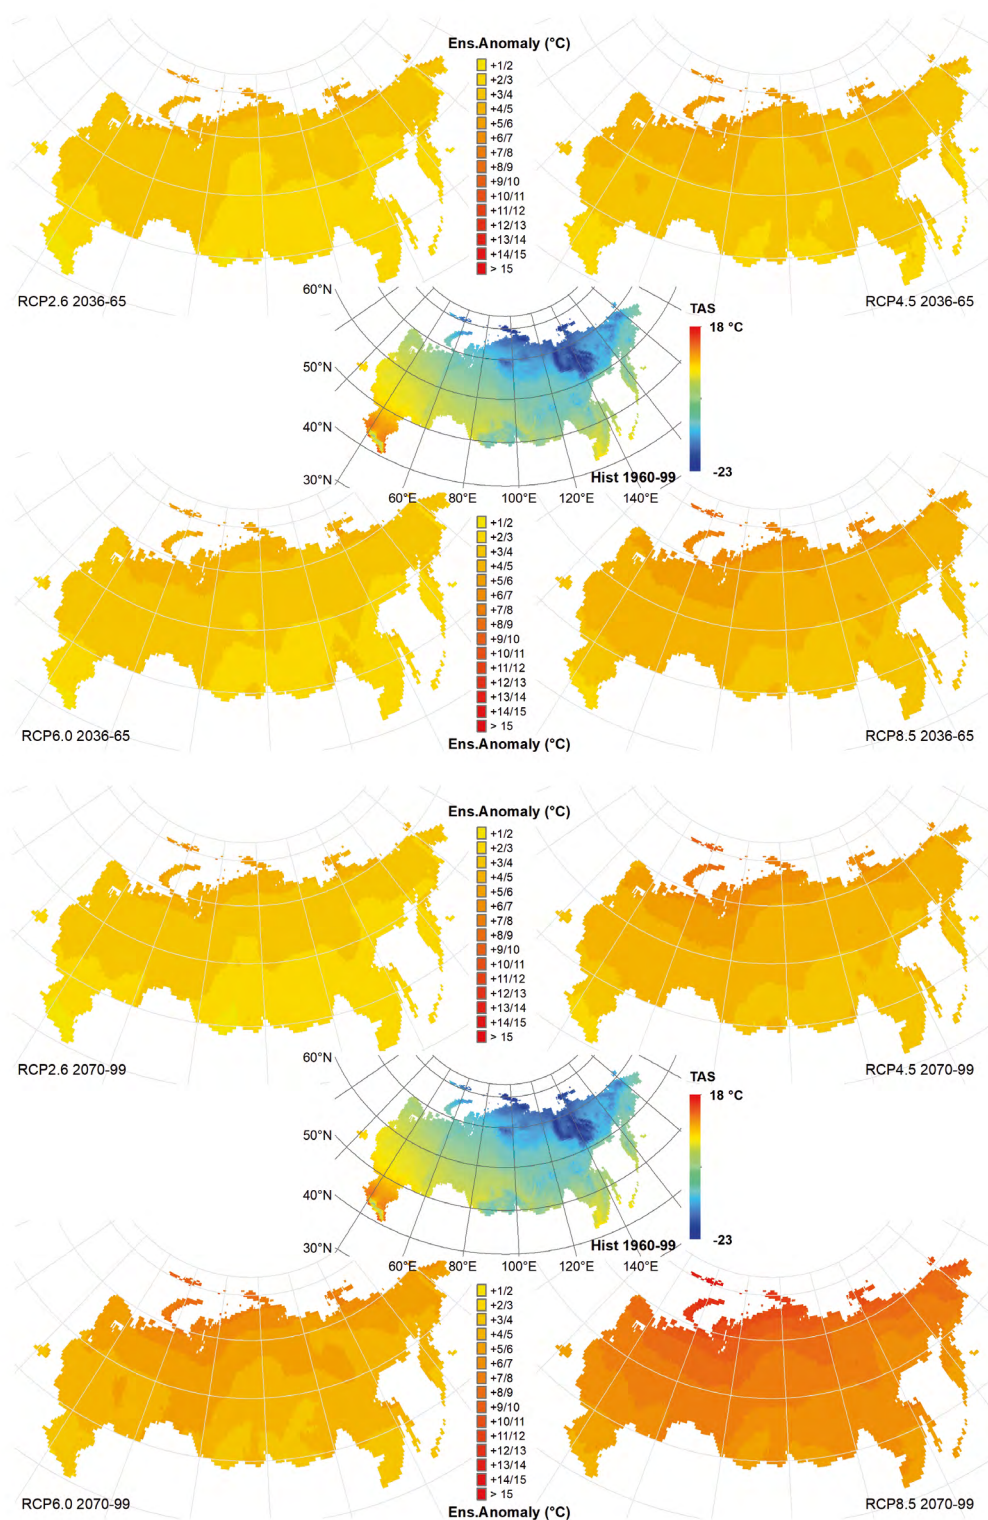 Ens.Anomaly (°C)
+1/2
+2/3
+3/4
+4/5
+5/6
+6/7
+7/8
+8/9
+9/10
+10/11
+11/12
+12/13
+13/14
+14/15
> 15
RCP2.6 2036-65
RCP4.5 2036-65
60°N
50°N
40°N
30°N
TAS
18 °C
-23
Hist 1960-99
60°E
80°E
100°E
120°E
140°E
+1/2
+2/3
+3/4
+4/5
+5/6
+6/7
+7/8
+8/9
+9/10
+10/11
+11/12
+12/13
+13/14
+14/15
> 15
Ens.Anomaly (°C)
RCP6.0 2036-65
RCP8.5 2036-65
Ens.Anomaly (°C)
+1/2
+2/3
+3/4
+4/5
+5/6
+6/7
+7/8
+8/9
+9/10
+10/11
+11/12
+12/13
+13/14
+14/15
> 15
RCP2.6 2070-99
RCP4.5 2070-99
60°N
50°N
40°N
30°N
TAS
18 °C
-23
Hist 1960-99
60°E
80°E
100°E
120°E
140°E
+1/2
+2/3
+3/4
+4/5
+5/6
+6/7
+7/8
+8/9
+9/10
+10/11
+11/12
+12/13
+13/14
+14/15
> 15
Ens.Anomaly (°C)
RCP6.0 2070-99
RCP8.5 2070-99